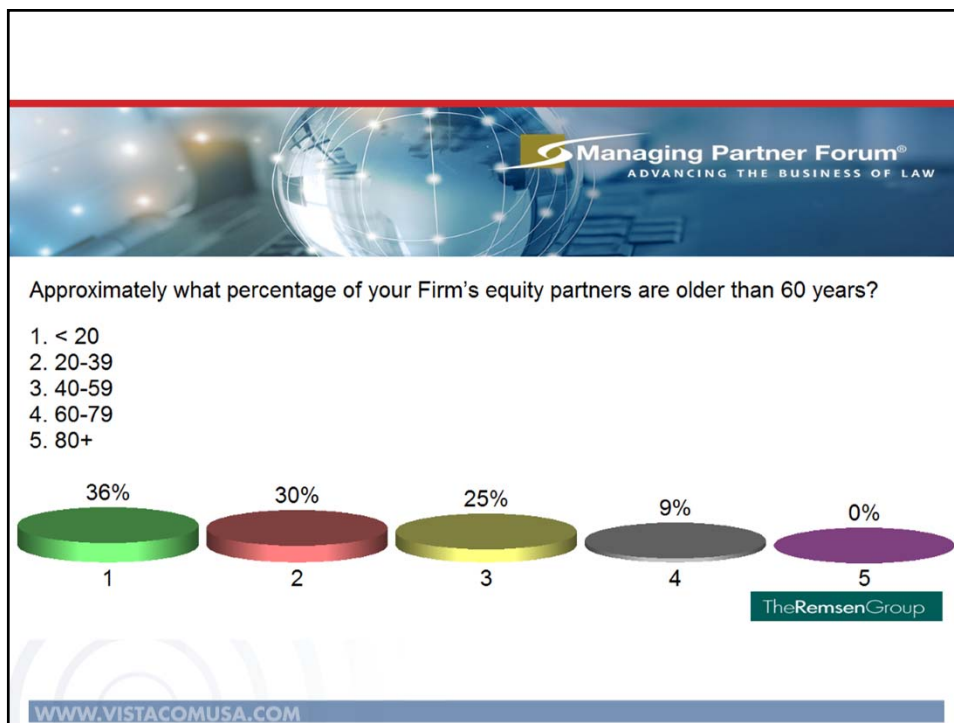 Managing Partner Forum®
ADVANCING THE BUSINESS OF LAW
Approximately what percentage of your Firm's equity partners are older than 60 years?
1. < 20
2. 20-39
3. 40-59
4. 60-79
5. 80+
36% 30% 25% 9% 0%
1 2 3 4 5
TheRemsenGroup
WWW.VISTACOMUSA.COM